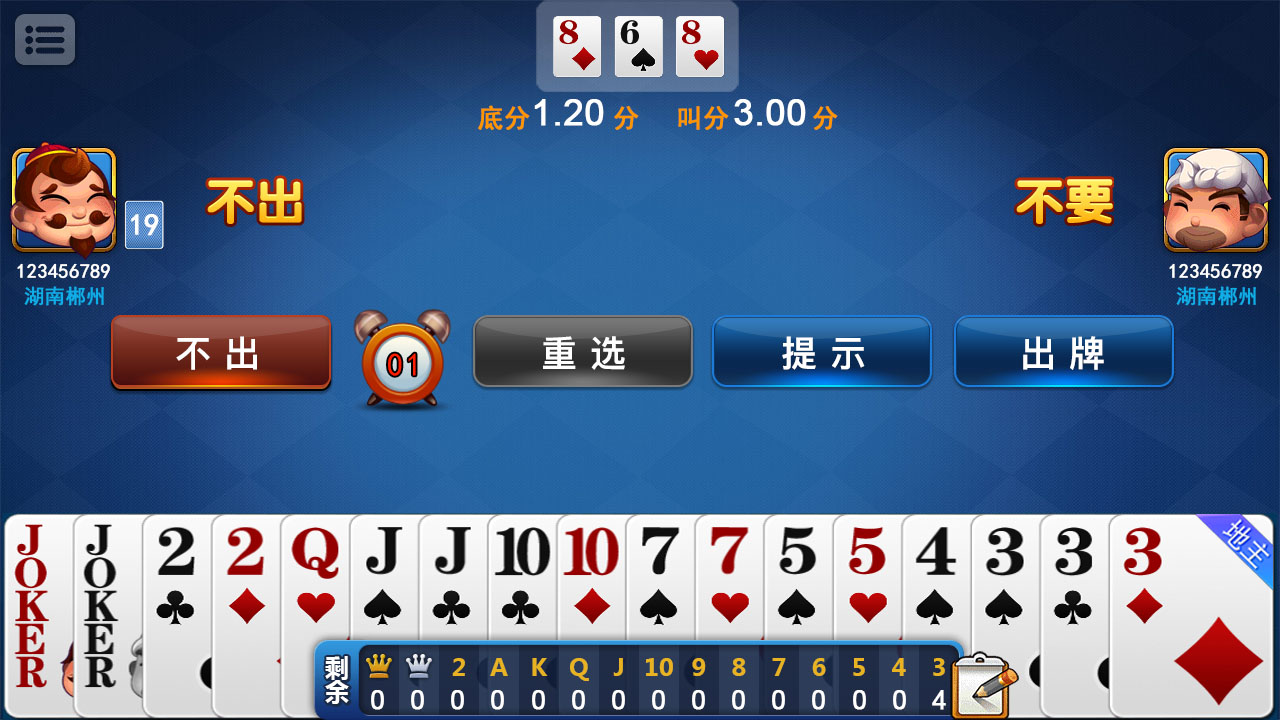 8 6 8
底分1.20分 叫分3.00分
不出
不要
19
123456789
湖南郴州
123456789
湖南郴州
不出
01
重选
提示
出牌
JOKER JOKER 2 2 Q J J 10 10 7 7 5 5 4 3 3 3
地主
剩余
2 A K Q J 10 9 8 7 6 5 4 3
0 0 0 0 0 0 0 0 0 0 0 0 0 0 4